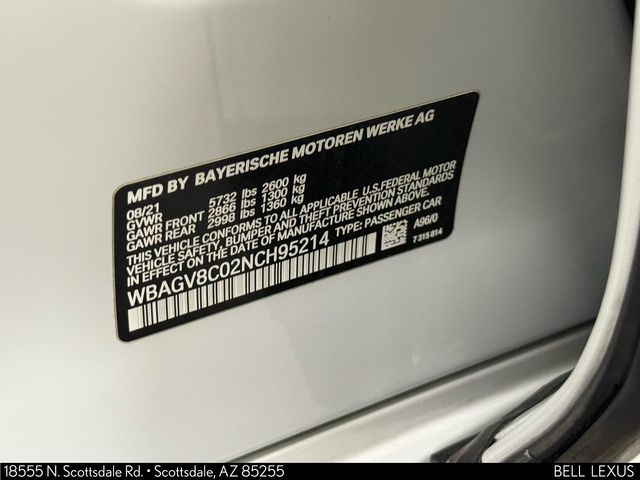 MFD BY BAYERISCHE MOTOREN WERKE AG
08/21
GVWR 5732 lbs 2600 kg
GAWR FRONT 2866 lbs 1300 kg
GAWR REAR 2998 lbs 1360 kg
THIS VEHICLE CONFORMS TO ALL APPLICABLE U.S.FEDERAL MOTOR
VEHICLE SAFETY, BUMPER AND THEFT PREVENTION STANDARDS
IN EFFECT ON DATE OF MANUFACTURE SHOWN ABOVE.
WBAGV8C02NCH95214 TYPE: PASSENGER CAR
A96/0
7 315 814
18555 N. Scottsdale Rd. • Scottsdale, AZ 85255
BELL LEXUS